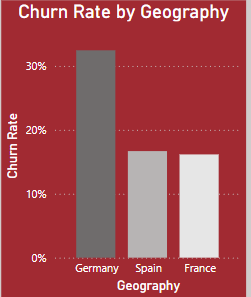 Churn Rate by Geography
30%
20%
10%
0%
Churn Rate
Germany Spain France
Geography